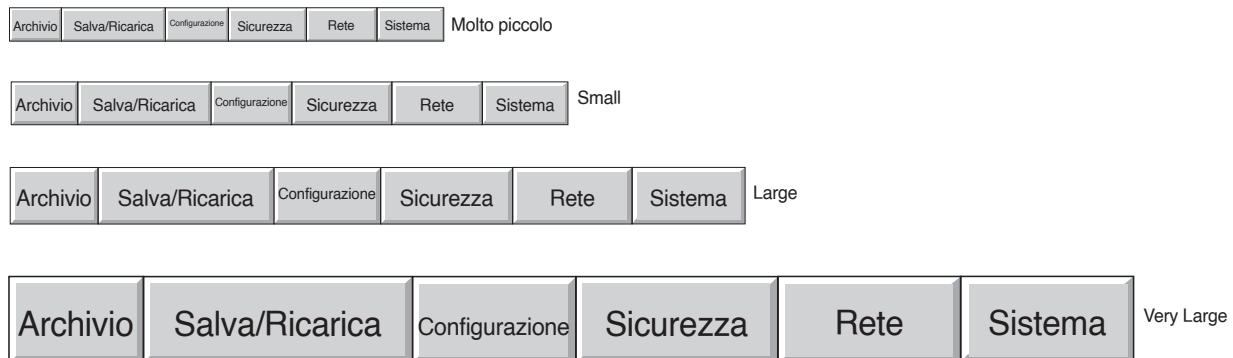 Archivio Salva/Ricarica Configurazione Sicurezza Rete Sistema Molto piccolo
Archivio Salva/Ricarica Configurazione Sicurezza Rete Sistema Small
Archivio Salva/Ricarica Configurazione Sicurezza Rete Sistema Large
Archivio Salva/Ricarica Configurazione Sicurezza Rete Sistema Very Large